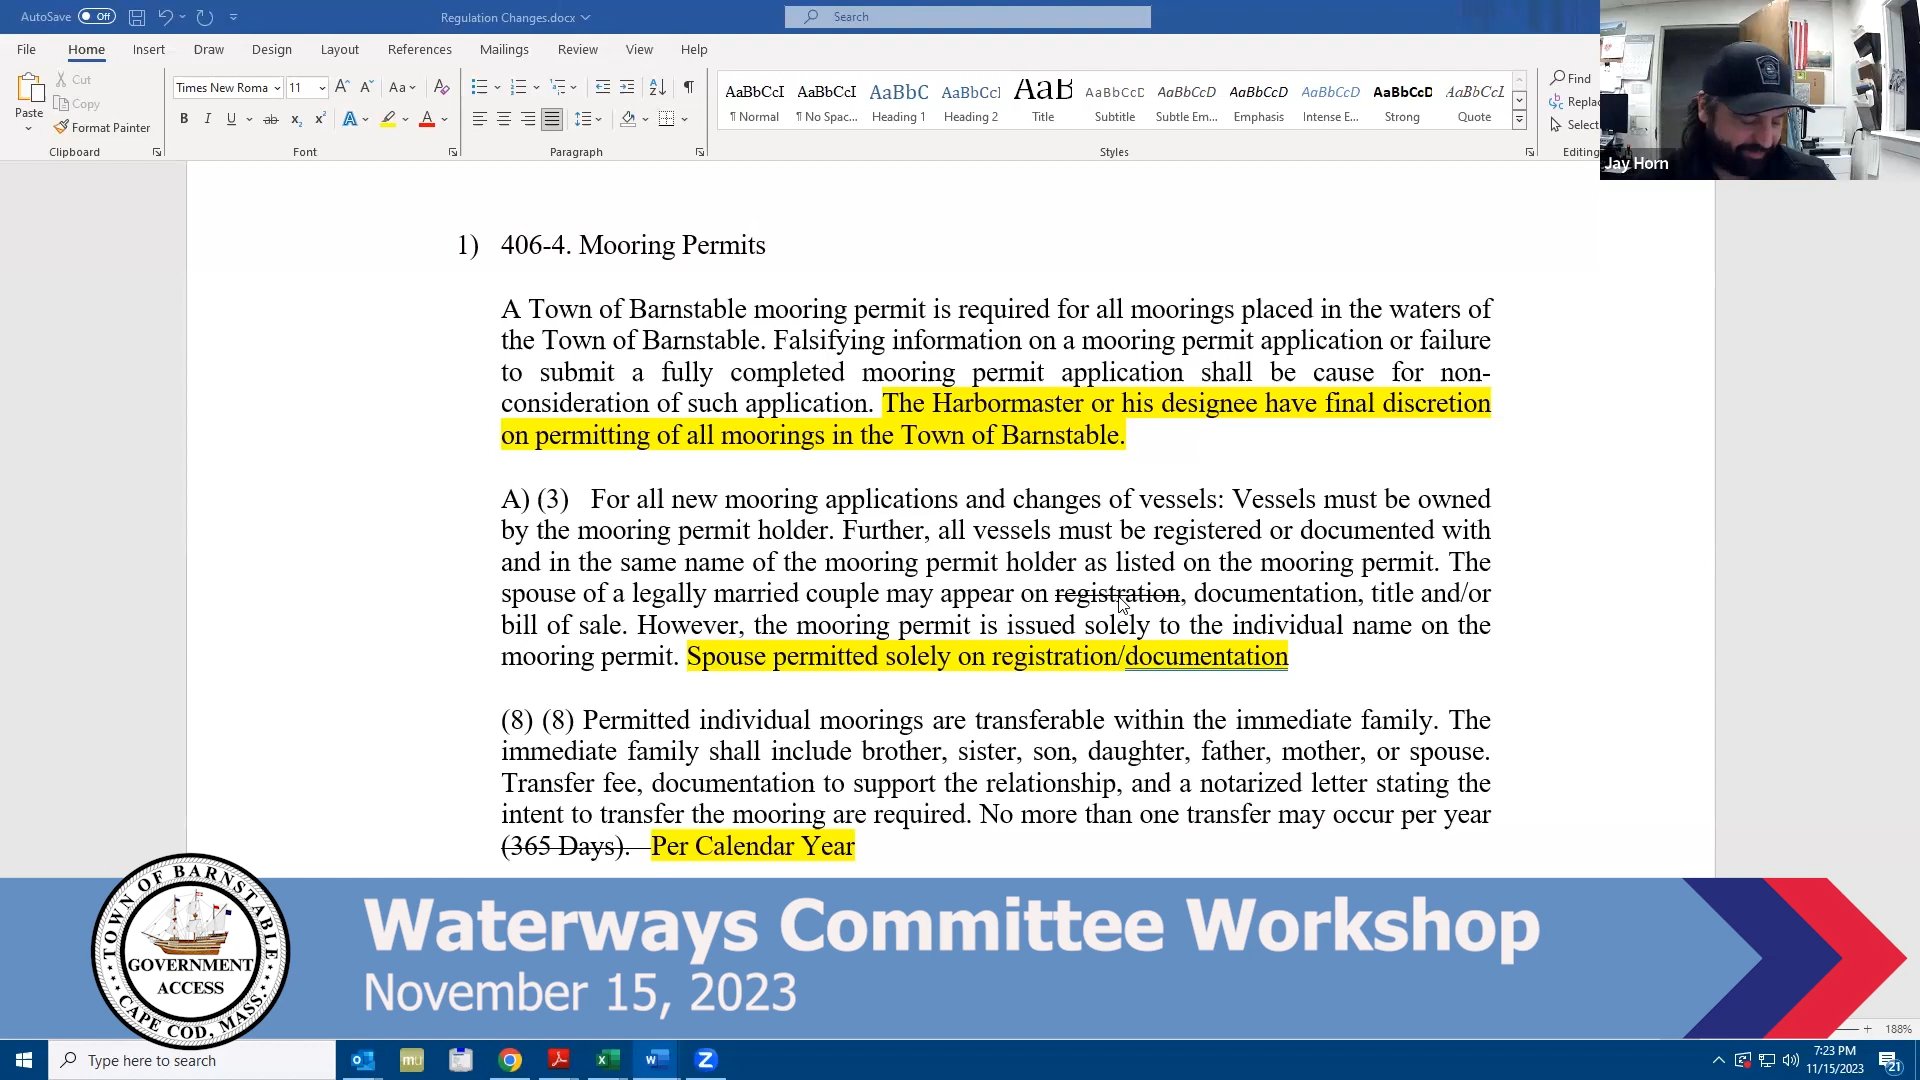 AutoSave Off
Regulation Changes.docx
Search
File Home Insert Draw Design Layout References Mailings Review View Help
Paste
Cut
Copy
Format Painter
Clipboard
Times New Roma 11
Font
Paragraph
AaBbCcI AaBbCcI AaBbC AaBbCcI AaB AaBbCcD AaBbCcD AaBbCcD AaBbCcD AaBbCcD AaBbCcI
¶ Normal ¶ No Spac... Heading 1 Heading 2 Title Subtitle Subtle Em... Emphasis Intense E... Strong Quote
Styles
Find
Replac
Select
Editing
Jay Horn
1) 406-4. Mooring Permits
A Town of Barnstable mooring permit is required for all moorings placed in the waters of
the Town of Barnstable. Falsifying information on a mooring permit application or failure
to submit a fully completed mooring permit application shall be cause for non-
consideration of such application. The Harbormaster or his designee have final discretion
on permitting of all moorings in the Town of Barnstable.
A) (3) For all new mooring applications and changes of vessels: Vessels must be owned
by the mooring permit holder. Further, all vessels must be registered or documented with
and in the same name of the mooring permit holder as listed on the mooring permit. The
spouse of a legally married couple may appear on registration, documentation, title and/or
bill of sale. However, the mooring permit is issued solely to the individual name on the
mooring permit. Spouse permitted solely on registration/documentation
(8) (8) Permitted individual moorings are transferable within the immediate family. The
immediate family shall include brother, sister, son, daughter, father, mother, or spouse.
Transfer fee, documentation to support the relationship, and a notarized letter stating the
intent to transfer the mooring are required. No more than one transfer may occur per year
(365 Days). Per Calendar Year
TOWN OF BARNSTABLE
GOVERNMENT
ACCESS
CAPE COD, MASS.
Waterways Committee Workshop
November 15, 2023
188%
Type here to search
mu
7:23 PM
11/15/2023
21